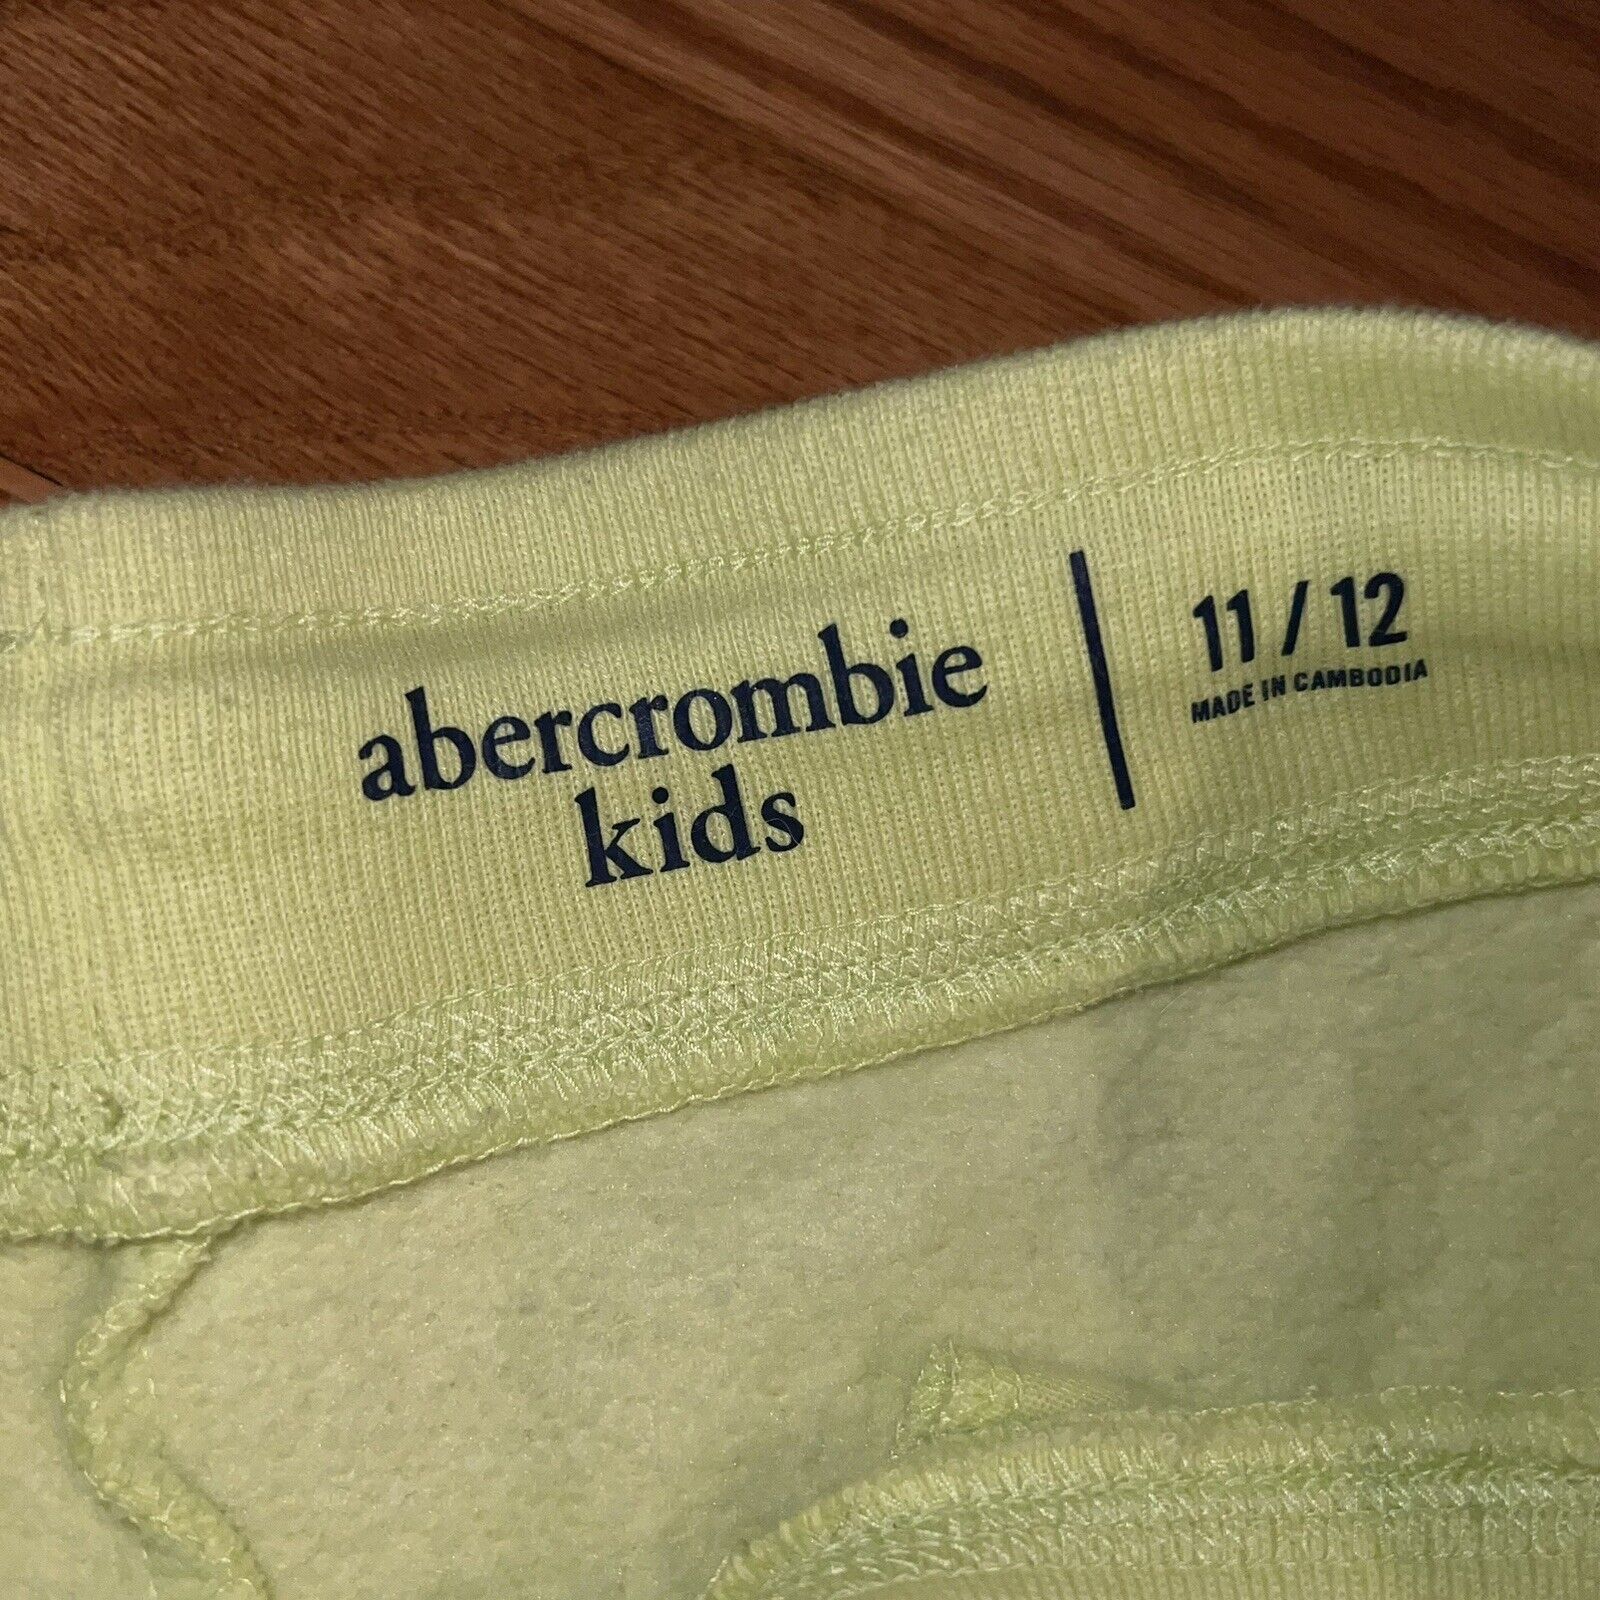 abercrombie
kids
11 / 12
MADE IN CAMBODIA